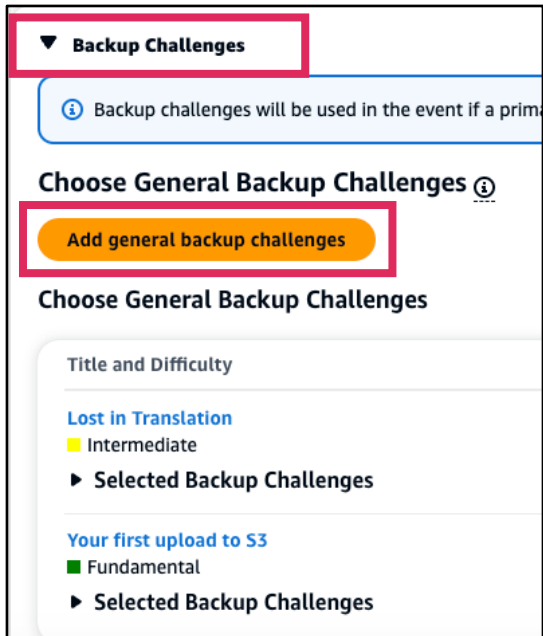 Backup Challenges
Backup challenges will be used in the event if a
Choose General Backup Challenges
Add general backup challenges
Choose General Backup Challenges
Title and Difficulty
Lost in Translation
Intermediate
Selected Backup Challenges
Your first upload to S3
Fundamental
Selected Backup Challenges